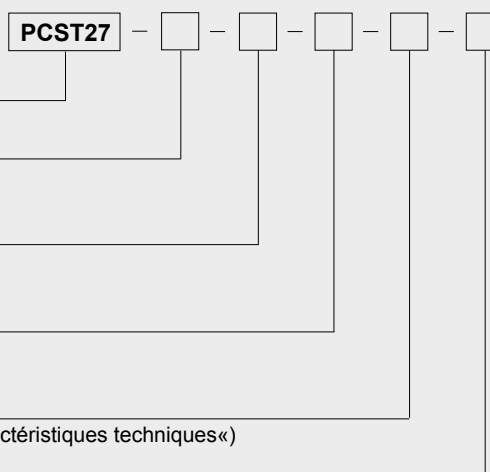 PCST27 – – – – –
ctéristiques techniques«)